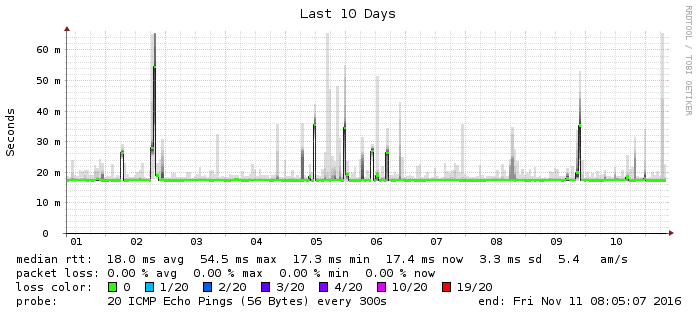 Last 10 Days
RRDTOOL / TOBI OETIKER
Seconds
60 m
50 m
40 m
30 m
20 m
10 m
0
01 02 03 04 05 06 07 08 09 10
median rtt: 18.0 ms avg 54.5 ms max 17.3 ms min 17.4 ms now 3.3 ms sd 5.4 am/s
packet loss: 0.00 % avg 0.00 % max 0.00 % min 0.00 % now
loss color: 0 1/20 2/20 3/20 4/20 10/20 19/20
probe: 20 ICMP Echo Pings (56 Bytes) every 300s end: Fri Nov 11 08:05:07 2016